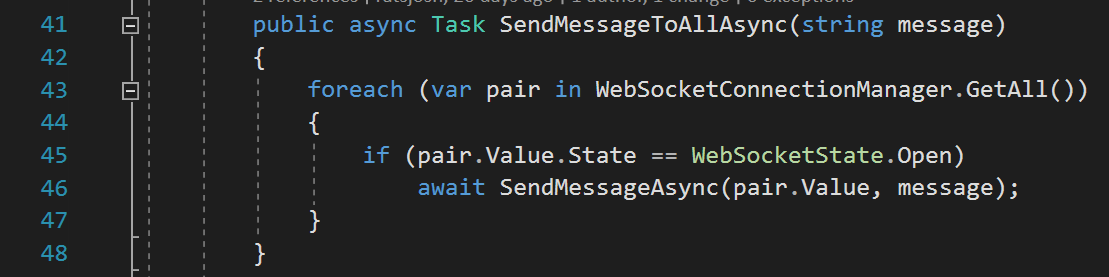 2 references | rutsjosh, 20 days ago | 1 author, 1 change | 0 exceptions
41 public async Task SendMessageToAllAsync(string message)
42 {
43 foreach (var pair in WebSocketConnectionManager.GetAll())
44 {
45 if (pair.Value.State == WebSocketState.Open)
46 await SendMessageAsync(pair.Value, message);
47 }
48 }